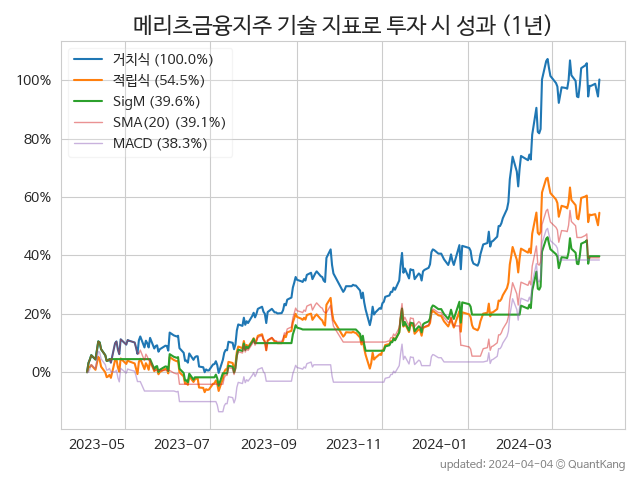 메리츠금융지주 기술 지표로 투자 시 성과 (1년)
거치식 (100.0%)
적립식 (54.5%)
SigM (39.6%)
SMA(20) (39.1%)
MACD (38.3%)
100%
80%
60%
40%
20%
0%
2023-05 2023-07 2023-09 2023-11 2024-01 2024-03
updated: 2024-04-04 © QuantKang